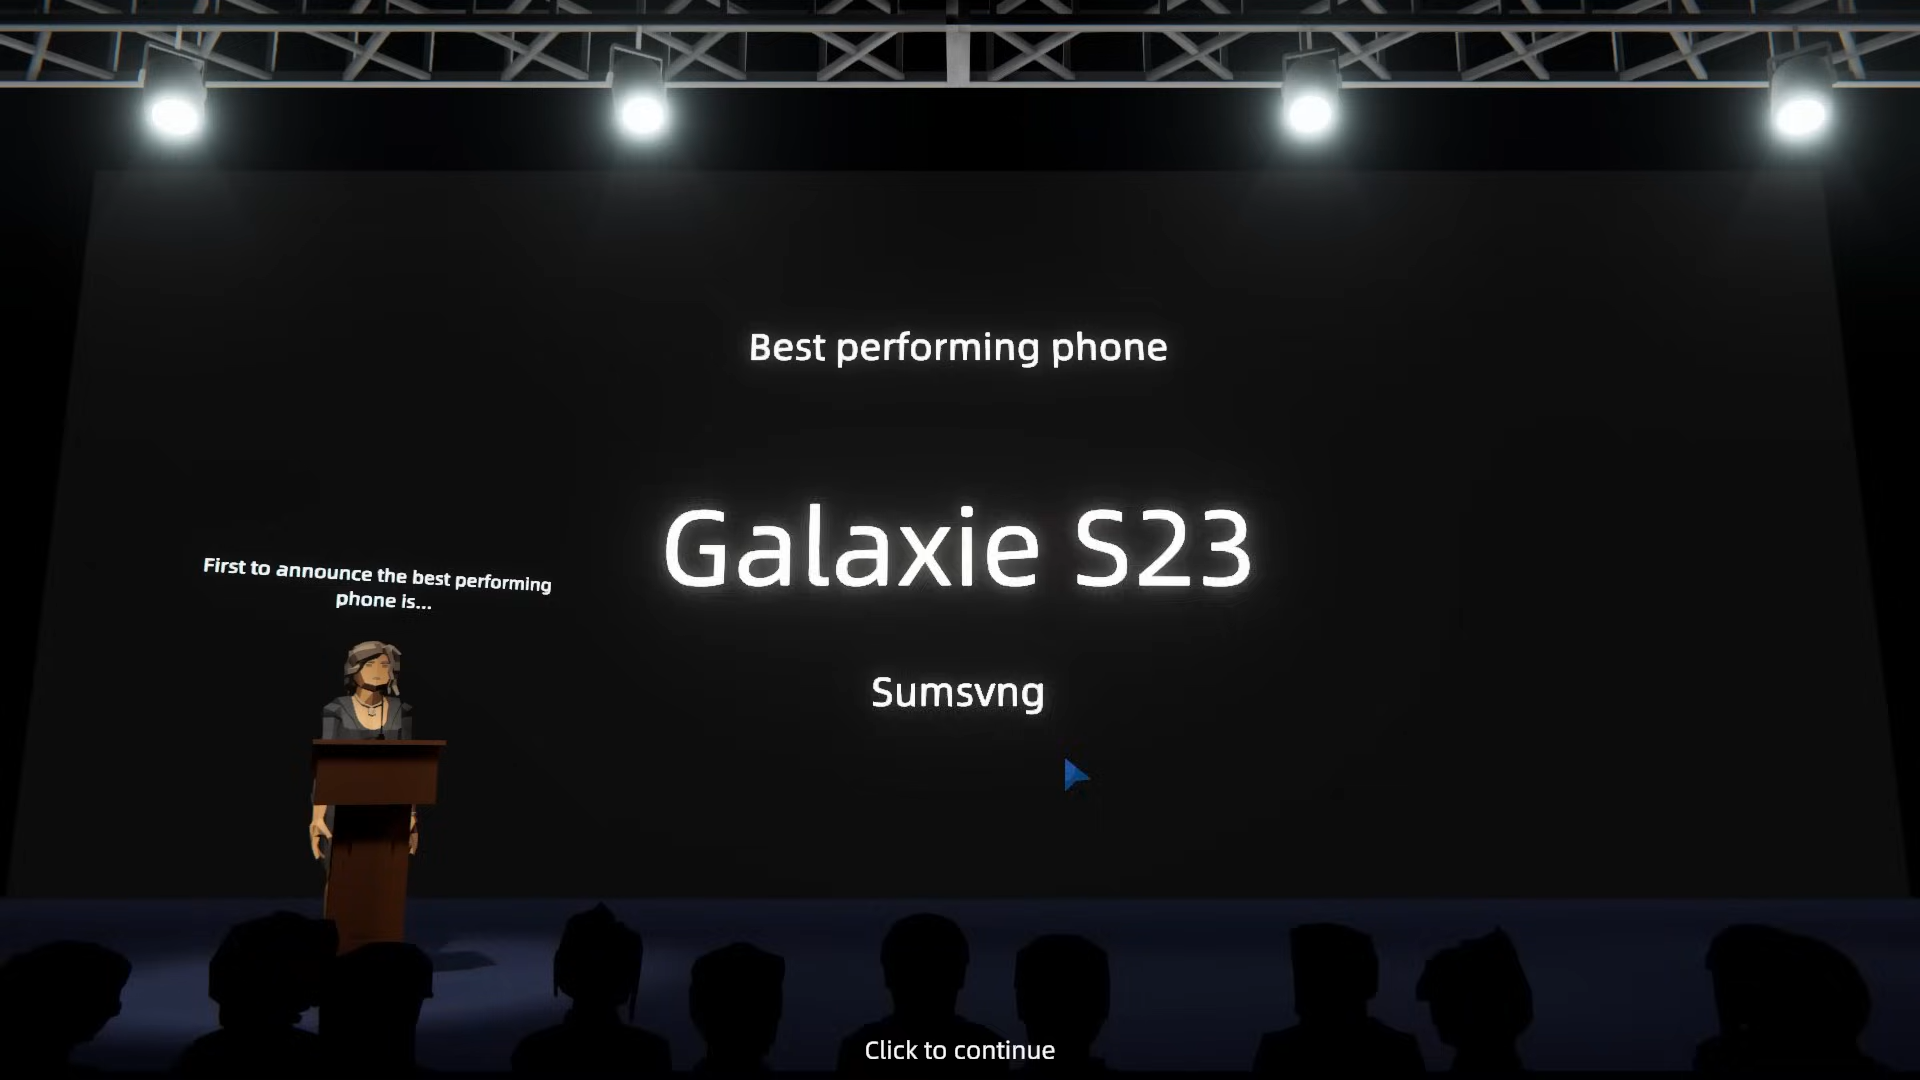 Best performing phone
Galaxie S23
Sumsvng
First to announce the best performing
phone is...
Click to continue